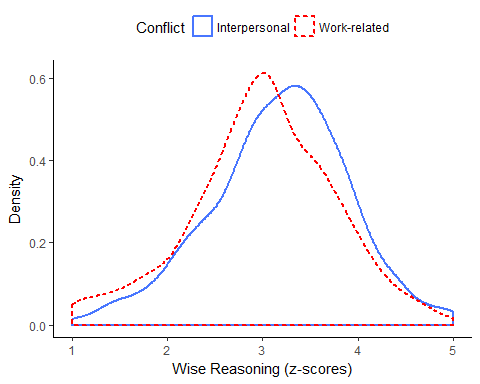 Conflict Interpersonal Work-related
0.6
0.4
0.2
0.0
Density
1 2 3 4 5
Wise Reasoning (z-scores)